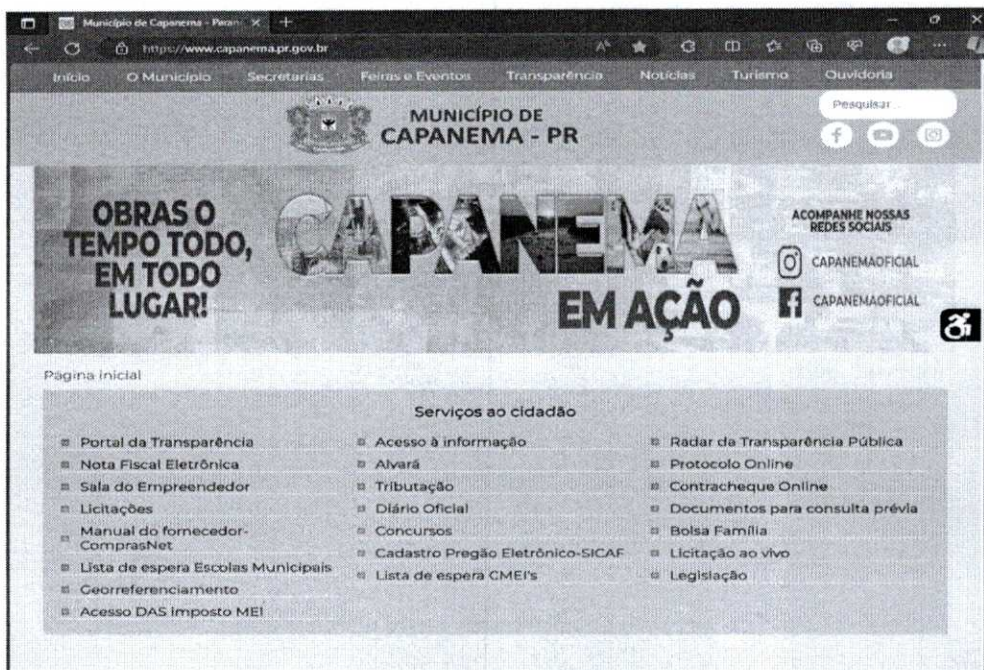 Município de Capanema - Paran
https://www.capanema.pr.gov.br
Início O Município Secretarias Feiras e Eventos Transparência Notícias Turismo Ouvidoria
MUNICÍPIO DE
CAPANEMA - PR
Pesquisar...
OBRAS O
TEMPO TODO,
EM TODO
LUGAR!
CAPANEMA
EM AÇÃO
ACOMPANHE NOSSAS
REDES SOCIAIS
CAPANEMAOFICIAL
CAPANEMAOFICIAL
Página inicial
Serviços ao cidadão
Portal da Transparência
Nota Fiscal Eletrônica
Sala do Empreendedor
Licitações
Manual do fornecedor-
ComprasNet
Lista de espera Escolas Municipais
Georreferenciamento
Acesso DAS Imposto MEI
Acesso à informação
Alvará
Tributação
Diário Oficial
Concursos
Cadastro Pregão Eletrônico-SICAF
Lista de espera CMEI's
Radar da Transparência Pública
Protocolo Online
Contracheque Online
Documentos para consulta prévia
Bolsa Família
Licitação ao vivo
Legislação